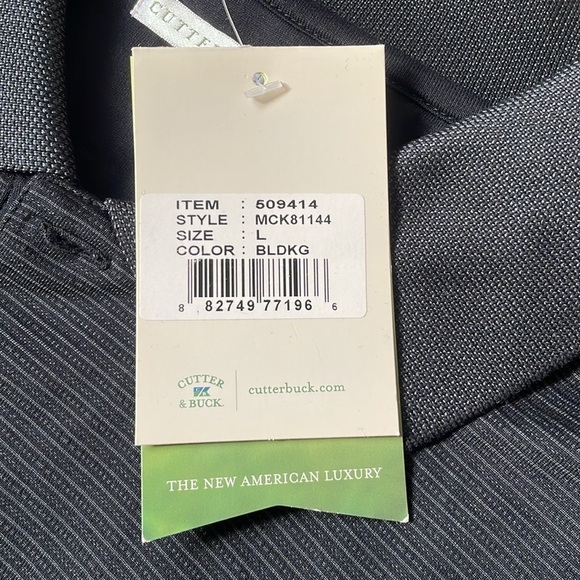 CUTTER
ITEM : 509414
STYLE : MCK81144
SIZE : L
COLOR : BLDKG
8 82749 77196 6
CUTTER
& BUCK
cutterbuck.com
THE NEW AMERICAN LUXURY